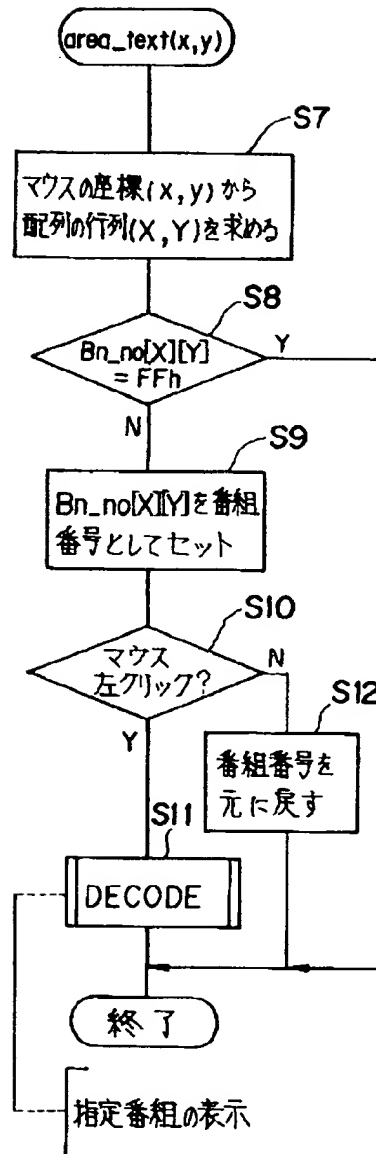 area_text(x,y)
S7
マウスの座標(x,y)から
配列の行列(X,Y)を求める
S8
Bn_no[X][Y]
= FFh
Y
N
S9
Bn_no[X][Y]を番組
番号としてセット
S10
マウス
左クリック?
N
Y
S12
番組番号を
元に戻す
S11
DECODE
終了
指定番組の表示